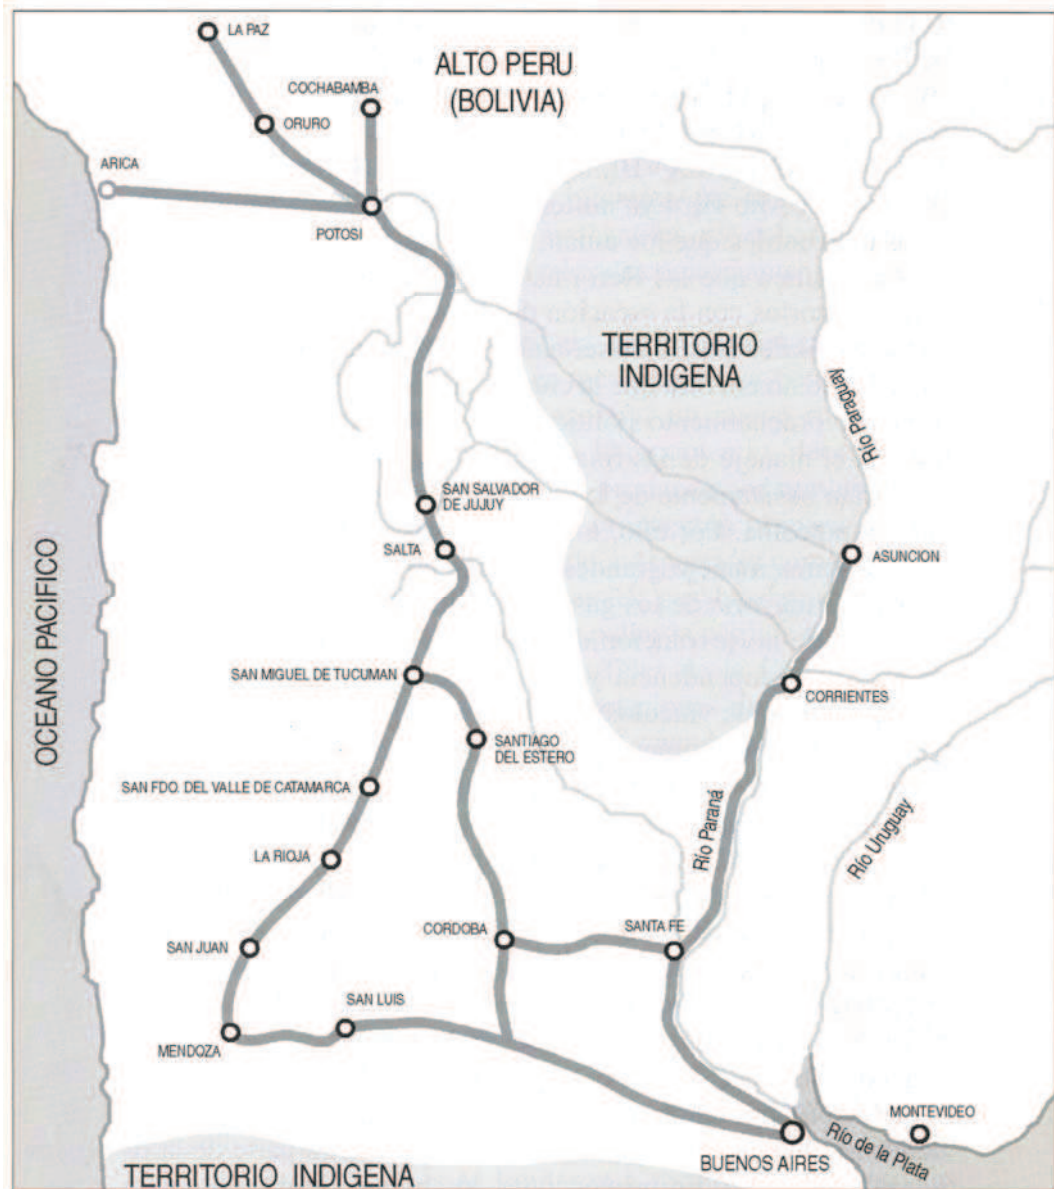 LA PAZ
ALTO PERU
(BOLIVIA)
COCHABAMBA
ORURO
ARICA
POTOSI
TERRITORIO
INDIGENA
Río Paraguay
SAN SALVADOR
DE JUJUY
SALTA
ASUNCION
OCEANO PACIFICO
SAN MIGUEL DE TUCUMAN
CORRIENTES
SANTIAGO
DEL ESTERO
SAN FDO. DEL VALLE DE CATAMARCA
Río Paraná
Río Uruguay
LA RIOJA
CORDOBA
SANTA FE
SAN JUAN
SAN LUIS
MENDOZA
MONTEVIDEO
Río de la Plata
BUENOS AIRES
TERRITORIO INDIGENA